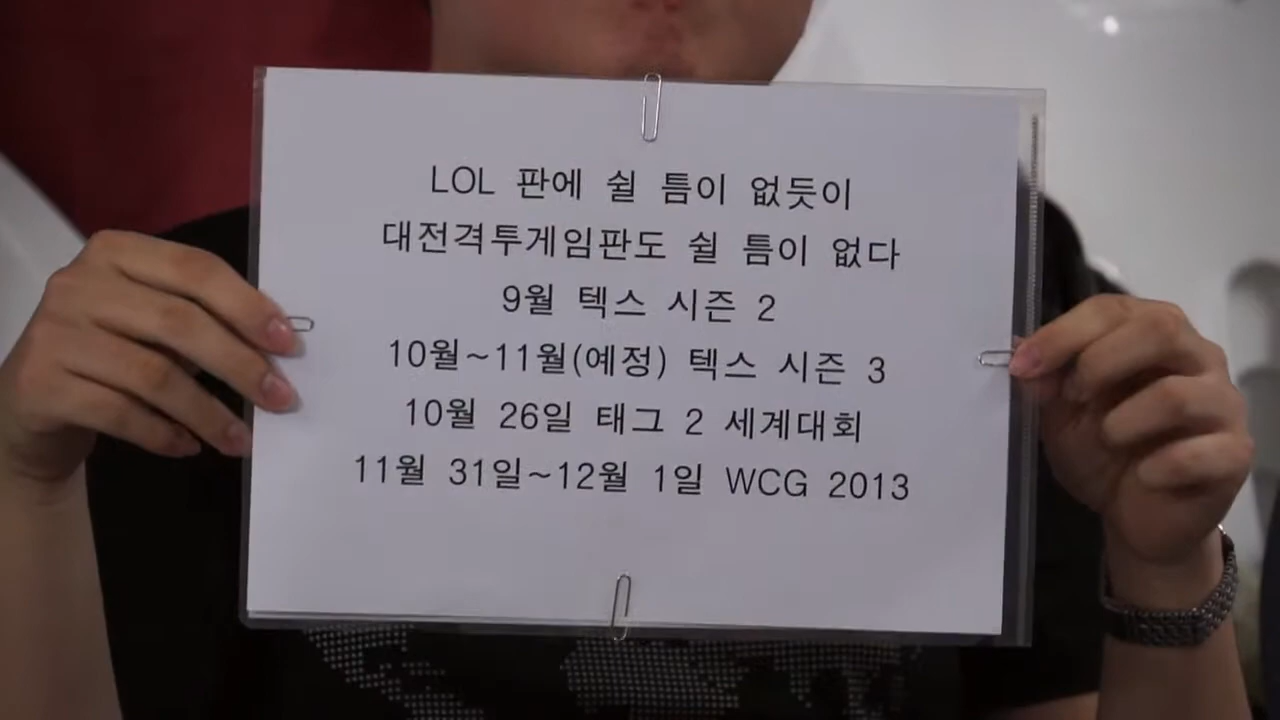 LOL 판에 쉴 틈이 없듯이
대전격투게임판도 쉴 틈이 없다
9월 텍스 시즌 2
10월~11월(예정) 텍스 시즌 3
10월 26일 태그 2 세계대회
11월 31일~12월 1일 WCG 2013